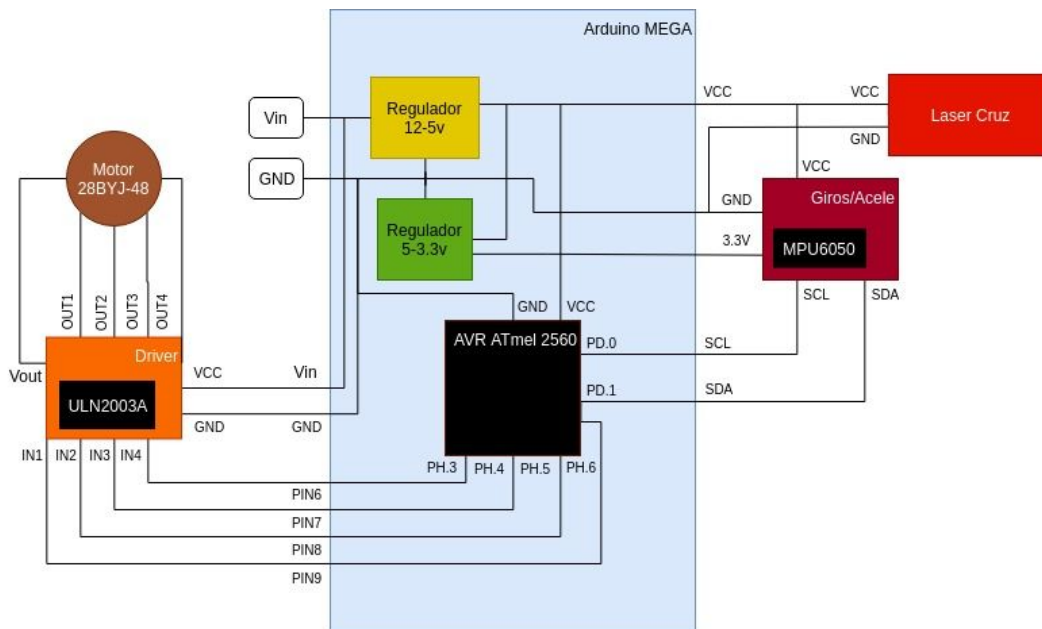 Arduino MEGA
Regulador
12-5v
VCC
VCC
Laser Cruz
Vin
GND
Motor
28BYJ-48
VCC
GND
GND
Giros/Acele
Regulador
5-3.3v
3.3V
MPU6050
SCL
SDA
OUT1
OUT2
OUT3
OUT4
GND
VCC
AVR ATmel 2560
PD.0
SCL
Driver
Vout
VCC
Vin
PD.1
SDA
ULN2003A
GND
GND
IN1
IN2
IN3
IN4
PH.3
PH.4
PH.5
PH.6
PIN6
PIN7
PIN8
PIN9